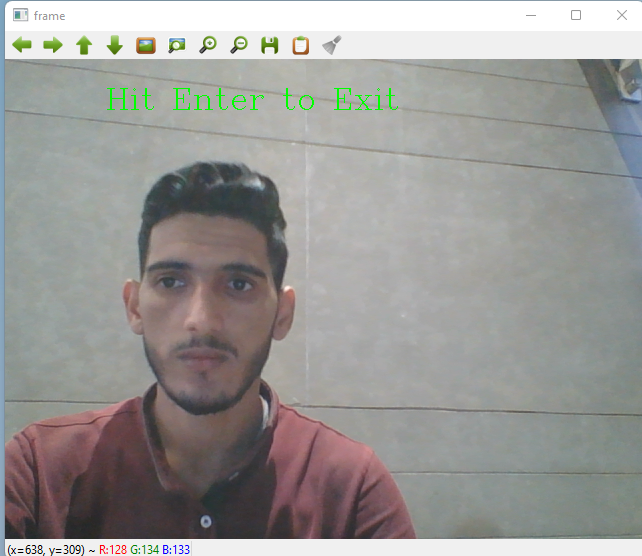 frame
Hit Enter to Exit
(x=638, y=309) ~ R:128 G:134 B:133